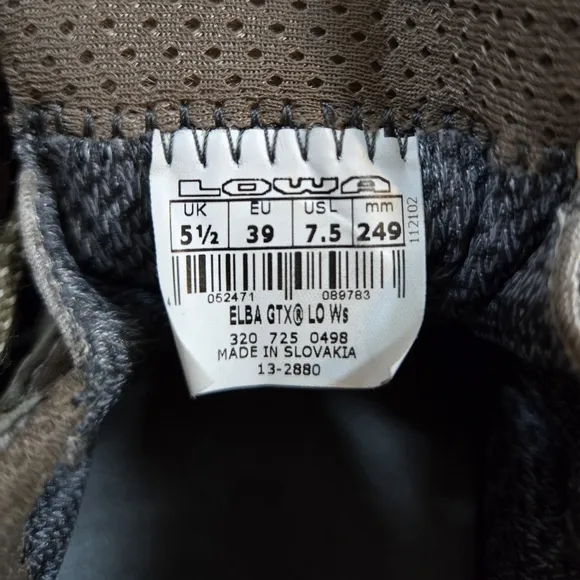 LOWA
UK EU USL mm
5½ 39 7.5 249
112102
052471 089783
ELBA GTX® LO Ws
320 725 0498
MADE IN SLOVAKIA
13-2880